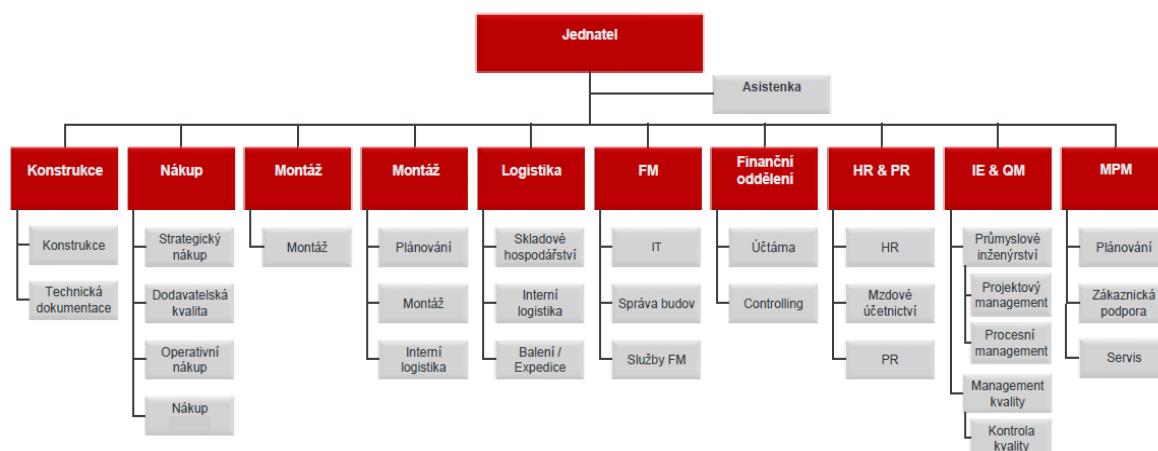 Jednatel
Asistenka
Konstrukce
Nákup
Montáž
Montáž
Logistika
FM
Finanční
oddělení
HR & PR
IE & QM
MPM
Konstrukce
Technická
dokumentace
Strategický
nákup
Dodavatelská
kvalita
Operativní
nákup
Nákup
Montáž
Plánování
Montáž
Interní
logistika
Skladové
hospodářství
Interní
logistika
Balení /
Expedice
IT
Správa budov
Služby FM
Účtárna
Controlling
HR
Mzdové
účetnictví
PR
Průmyslové
inženýrství
Projektový
management
Procesní
management
Management
kvality
Kontrola
kvality
Plánování
Zákaznická
podpora
Servis